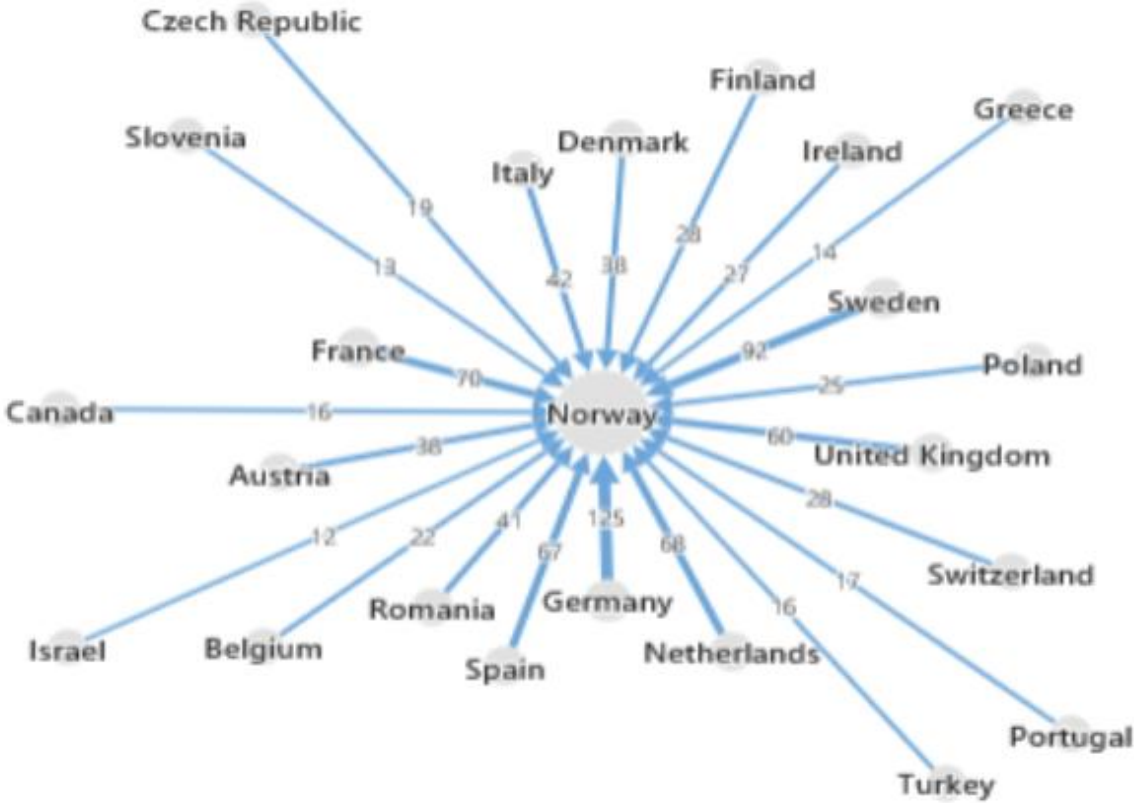 Czech Republic
Finland
Greece
Slovenia
Denmark
Ireland
Italy
19
28
14
13
38
27
42
Sweden
France
92
Poland
70
25
Canada
16
Norway
60
United Kingdom
38
Austria
28
12
22
41
125
67
68
Switzerland
17
Romania
Germany
16
Israel
Belgium
Spain
Netherlands
Portugal
Turkey